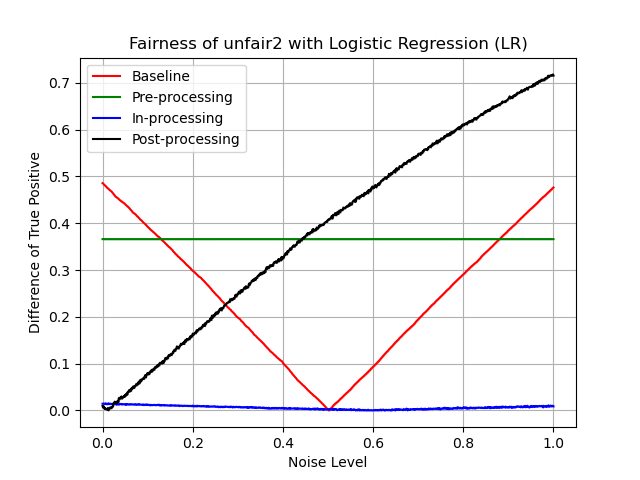 Fairness of unfair2 with Logistic Regression (LR)
Baseline
Pre-processing
In-processing
Post-processing
Difference of True Positive
0.7
0.6
0.5
0.4
0.3
0.2
0.1
0.0
0.0 0.2 0.4 0.6 0.8 1.0
Noise Level